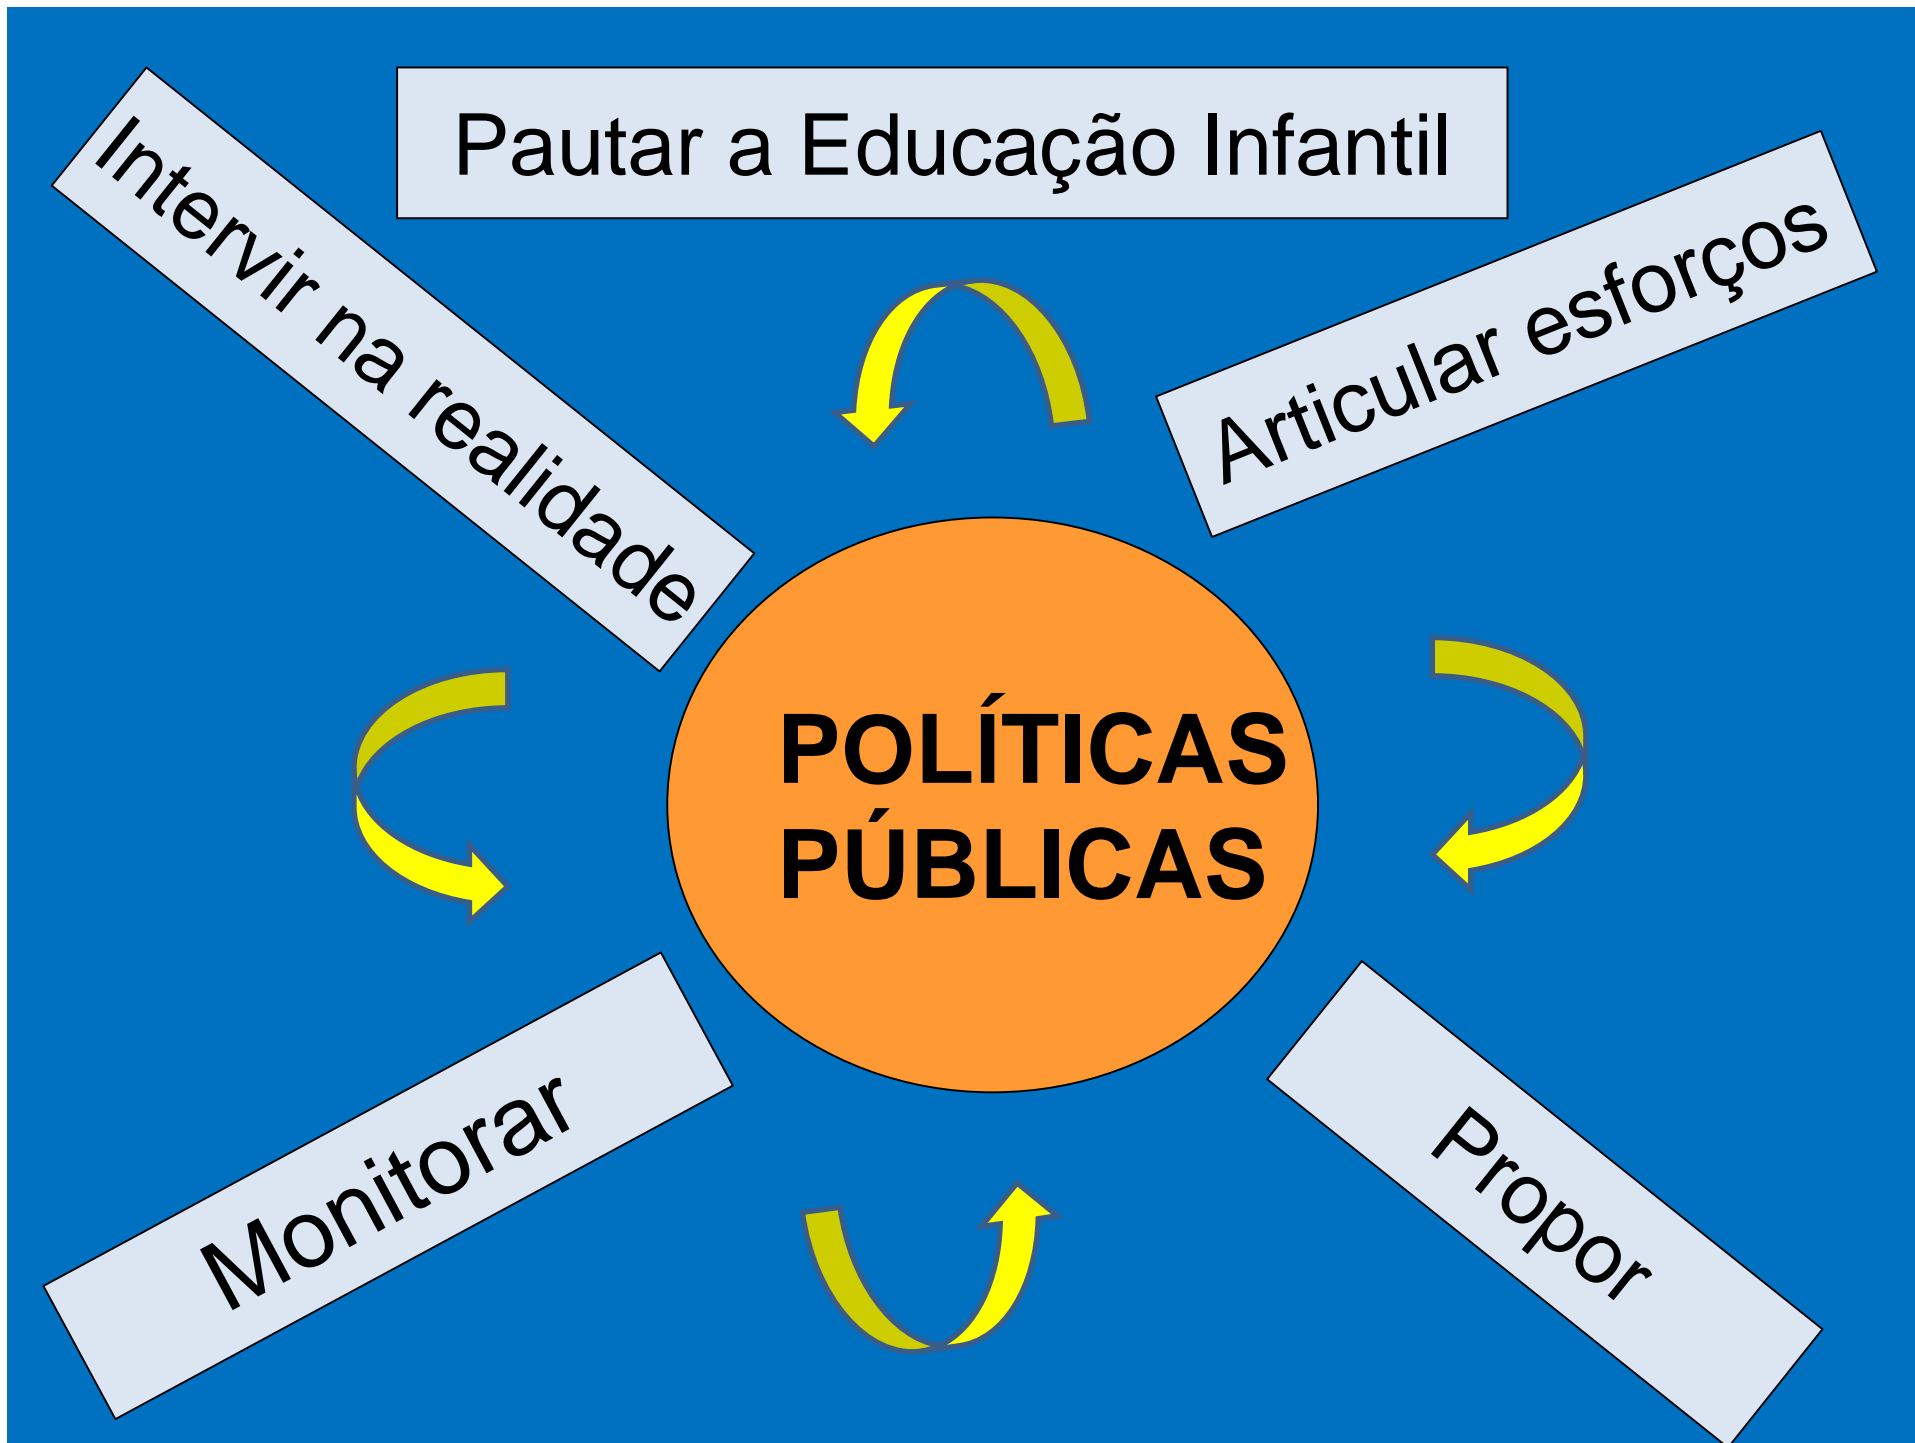 Pautar a Educação Infantil
Intervir na realidade
Articular esforços
POLÍTICAS
PÚBLICAS
Monitorar
Propor